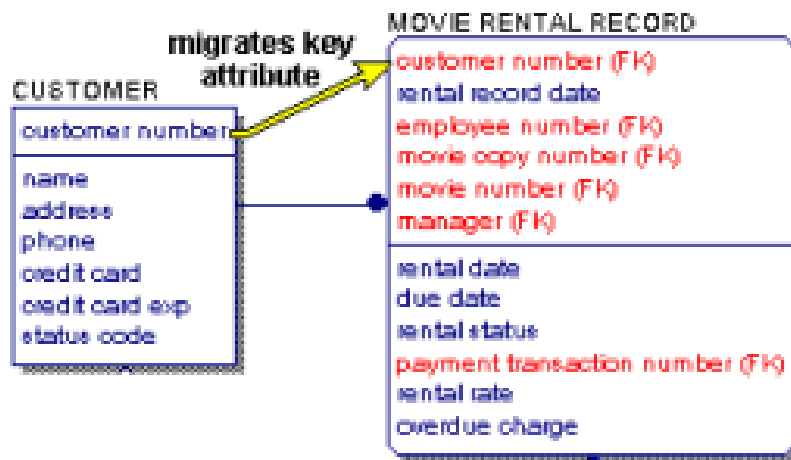 migrates key
attribute
CUSTOMER
customer number
name
address
phone
credit card
credit card exp
status code
MOVIE RENTAL RECORD
customer number (FK)
rental record date
employee number (FK)
movie copy number (FK)
movie number (FK)
manager (FK)
rental date
due date
rental status
payment transaction number (FK)
rental rate
overdue charge